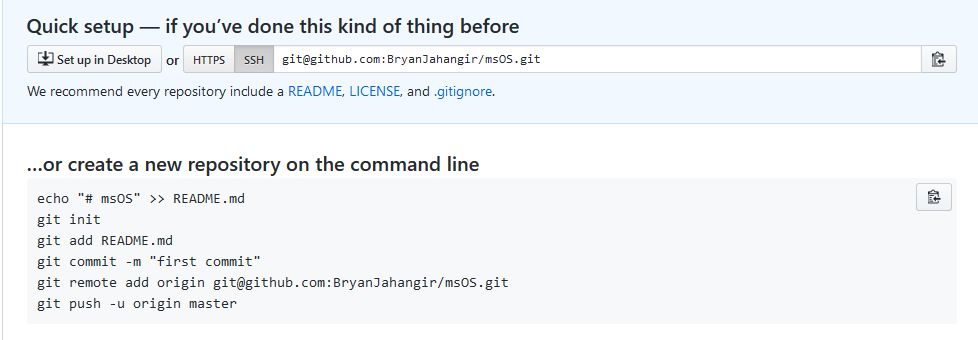 Quick setup — if you’ve done this kind of thing before
Set up in Desktop or HTTPS SSH git@github.com:BryanJahangir/msOS.git
We recommend every repository include a README, LICENSE, and .gitignore.
…or create a new repository on the command line
echo "# msOS" >> README.md
git init
git add README.md
git commit -m "first commit"
git remote add origin git@github.com:BryanJahangir/msOS.git
git push -u origin master